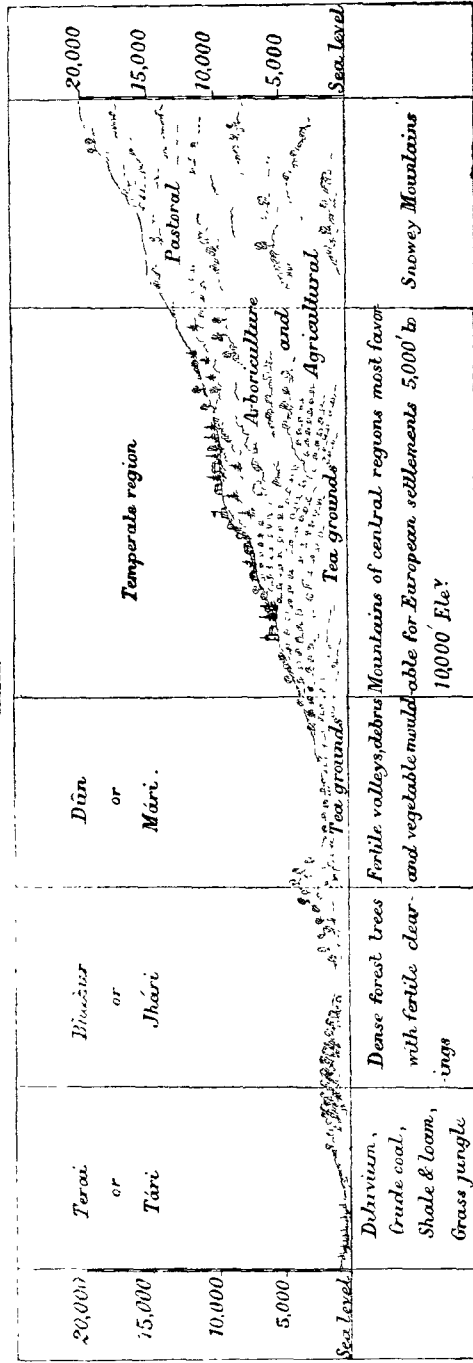 20,000
15,000
10,000
5,000
Sea level
Terai
or
Tári
or
Jhári
Dûn
or
Mári.
Temperate region
Pastoral
Arboriculture
and
Agricultural
Tea grounds
Tea grounds
20,000
15,000
10,000
5,000
Sea level
Diluvium,
Crude coal,
Shale & loam,
Grass jungle
Dense forest trees
with fertile clear-
ings
Fertile valleys, debris
and vegetable mould
Mountains of central regions most favor-
able for European settlements 5,000' to
10,000' Eleⱽ.
Snowey Mountains